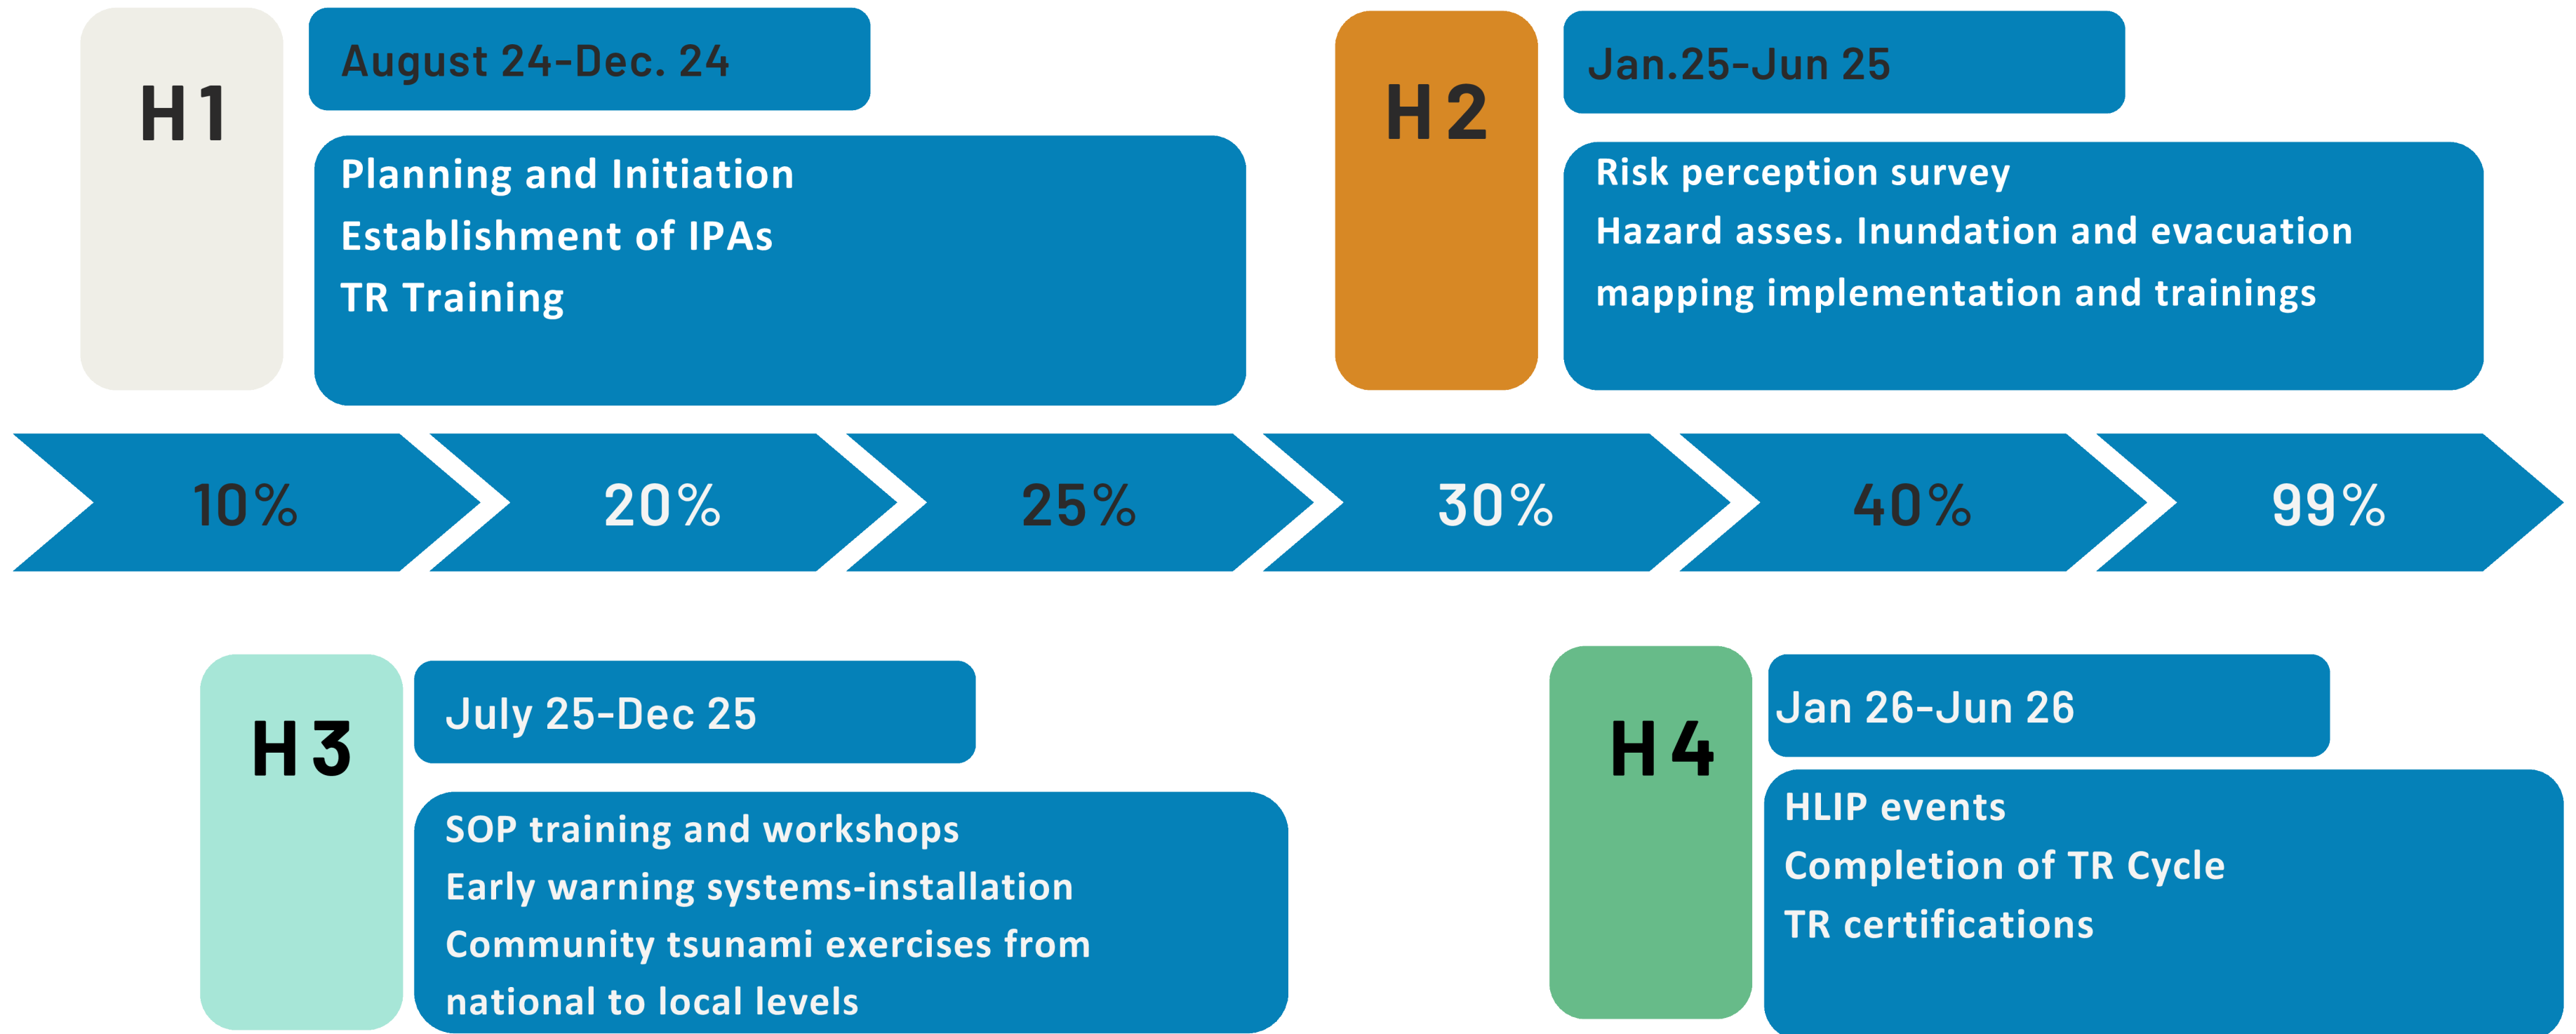 H1
August 24-Dec. 24
Planning and Initiation
Establishment of IPAs
TR Training
H2
Jan.25-Jun 25
Risk perception survey
Hazard asses. Inundation and evacuation
mapping implementation and trainings
10%
20%
25%
30%
40%
99%
H3
July 25-Dec 25
SOP training and workshops
Early warning systems-installation
Community tsunami exercises from
national to local levels
H4
Jan 26-Jun 26
HLIP events
Completion of TR Cycle
TR certifications